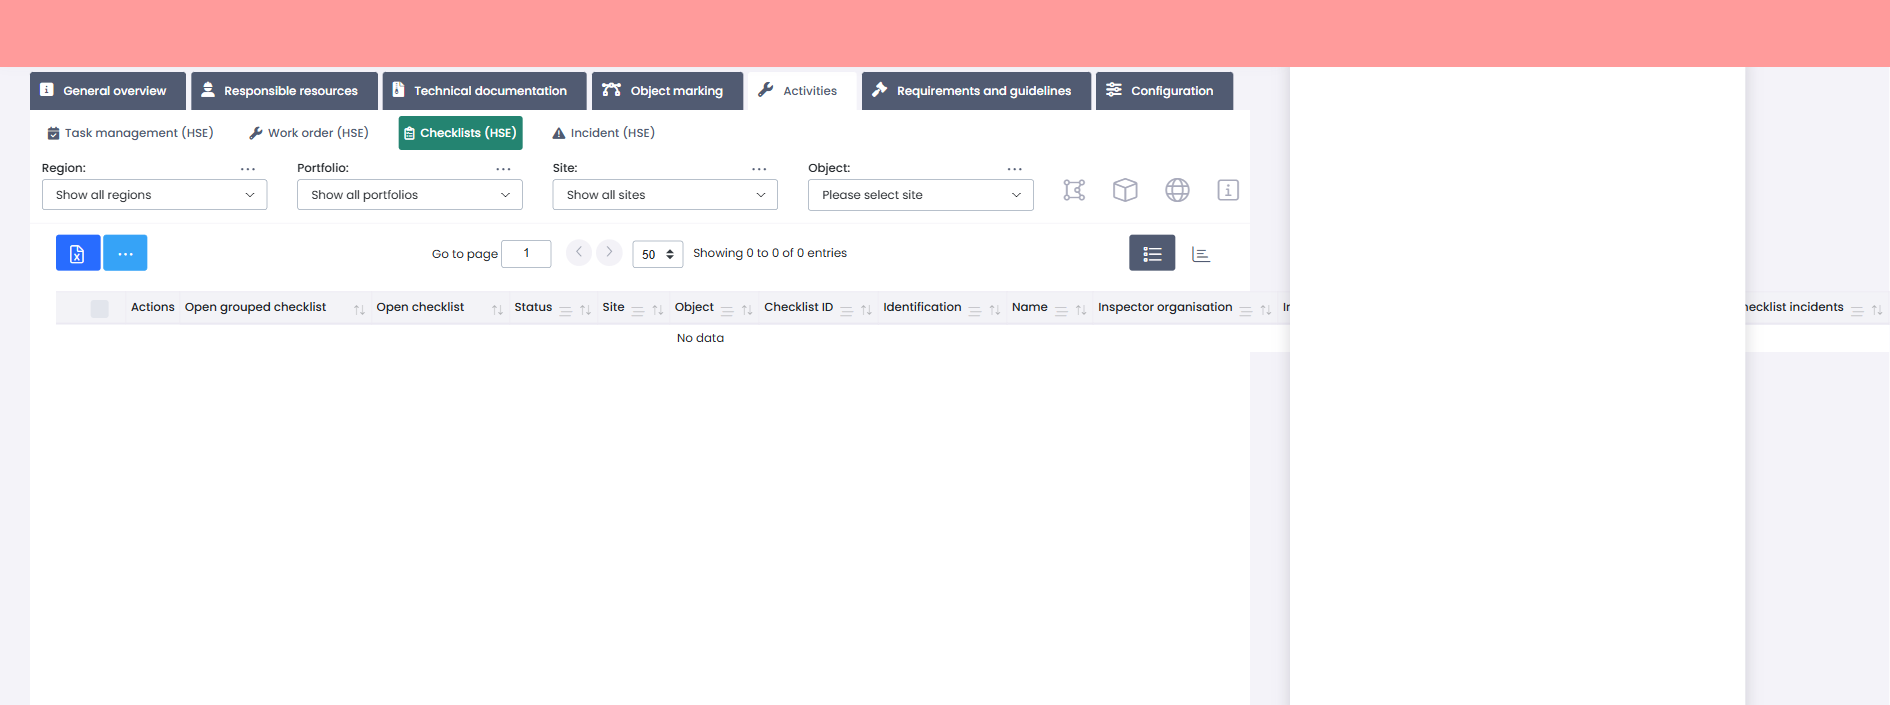 General overview Responsible resources Technical documentation Object marking Activities Requirements and guidelines Configuration
Task management (HSE) Work order (HSE) Checklists (HSE) Incident (HSE)
Region: ... Portfolio: ... Site: ... Object: ...
Show all regions Show all portfolios Show all sites Please select site
... Go to page 1 50 Showing 0 to 0 of 0 entries
Actions Open grouped checklist Open checklist Status Site Object Checklist ID Identification Name Inspector organisation hecklist incidents
No data